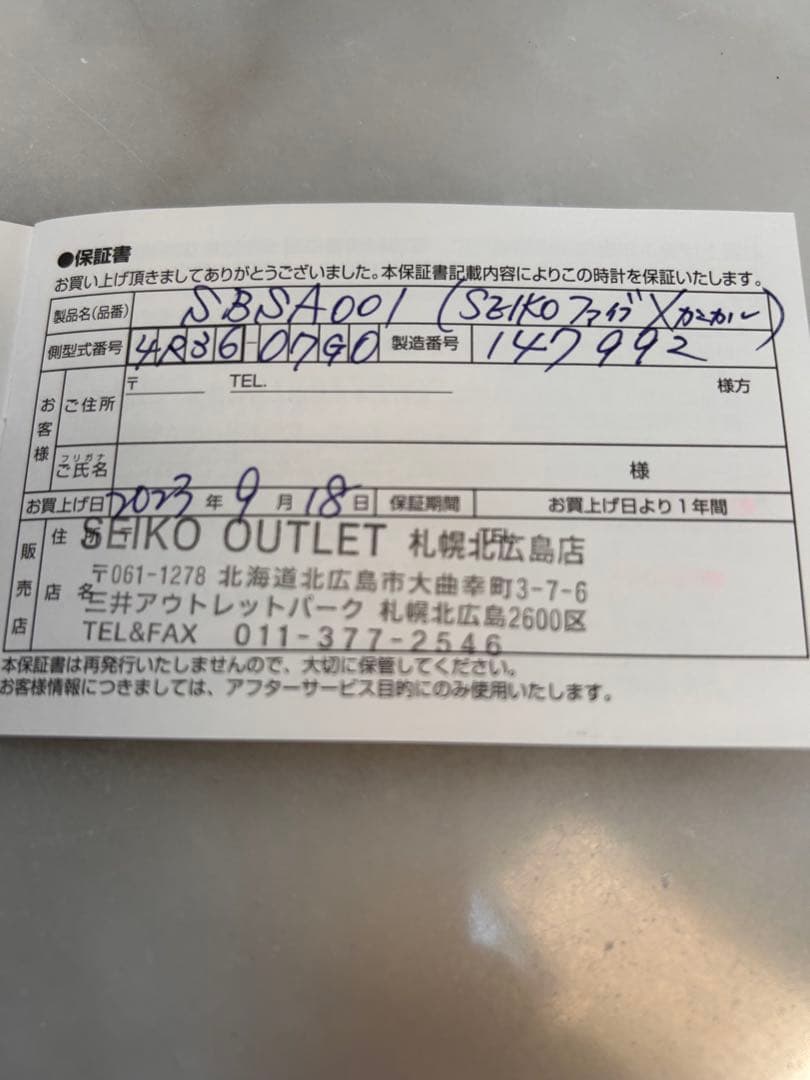 ●保証書
お買い上げ頂きましてありがとうございました。本保証書記載内容によりこの時計を保証いたします。
製品名(品番) SBSA001 (SEIKOファイブ×カミカル)
側型式番号 4R36-07G0 製造番号 147992
お客様 ご住所 〒 TEL. 様方
フリガナ
ご氏名 様
お買上げ日 2023年9月18日 保証期間 お買上げ日より1年間
販売店 住所 〒 TEL.
SEIKO OUTLET 札幌北広島店
〒061-1278 北海道北広島市大曲幸町3-7-6
店名
三井アウトレットパーク 札幌北広島2600区
TEL&FAX 011-377-2546
本保証書は再発行いたしませんので、大切に保管してください。
お客様情報につきましては、アフターサービス目的にのみ使用いたします。